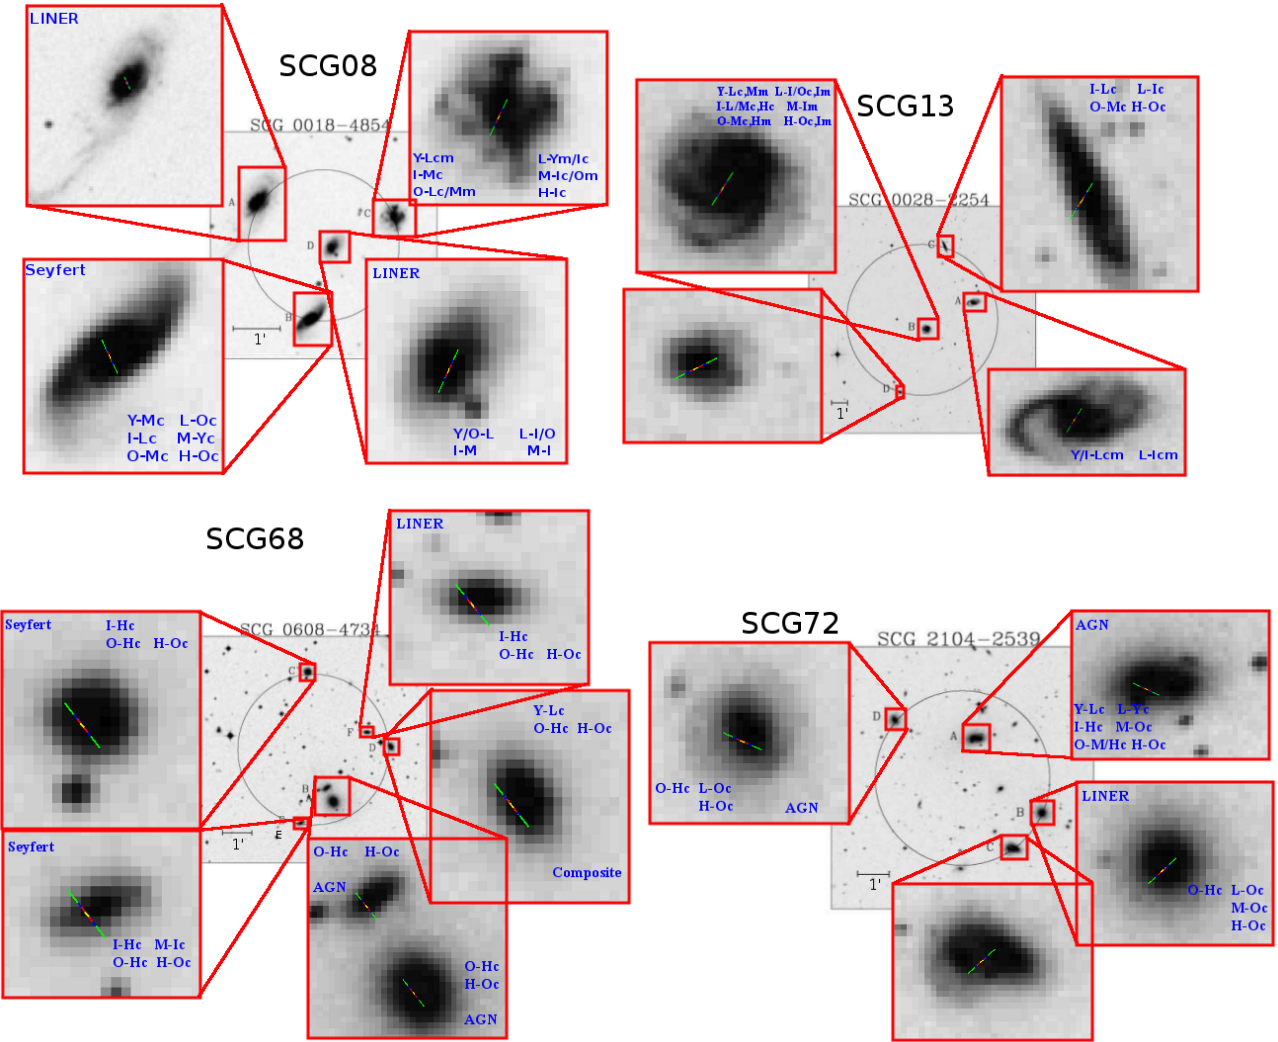 SCG08
LINER
SCG 0018-4854
A
C
D
B
1'
Y-Lcm L-Ym/Ic
I-Mc M-Ic/Om
O-Lc/Mm H-Ic
Seyfert
Y-Mc L-Oc
I-Lc M-Yc
O-Mc H-Oc
LINER
Y/O-L L-I/O
I-M M-I
SCG13
Y-Lc,Mm L-I/Oc,Im
I-L/Mc,Hc M-Im
O-Mc,Hm H-Oc,Im
I-Lc L-Ic
O-Mc H-Oc
SCG 0028-2254
C
A
B
D
1'
Y/I-Lcm L-Icm
SCG68
LINER
I-Hc
O-Hc H-Oc
SCG 0608-4734
C
F
D
B
A
E
1'
Seyfert I-Hc
O-Hc H-Oc
Y-Lc
O-Hc H-Oc
Composite
Seyfert
I-Hc M-Ic
O-Hc H-Oc
O-Hc H-Oc
AGN
O-Hc
H-Oc
AGN
SCG72
SCG 2104-2539
D
A
B
C
1'
AGN
Y-Lc L-Yc
I-Hc M-Oc
O-M/Hc H-Oc
O-Hc L-Oc
H-Oc AGN
LINER
O-Hc L-Oc
M-Oc
H-Oc